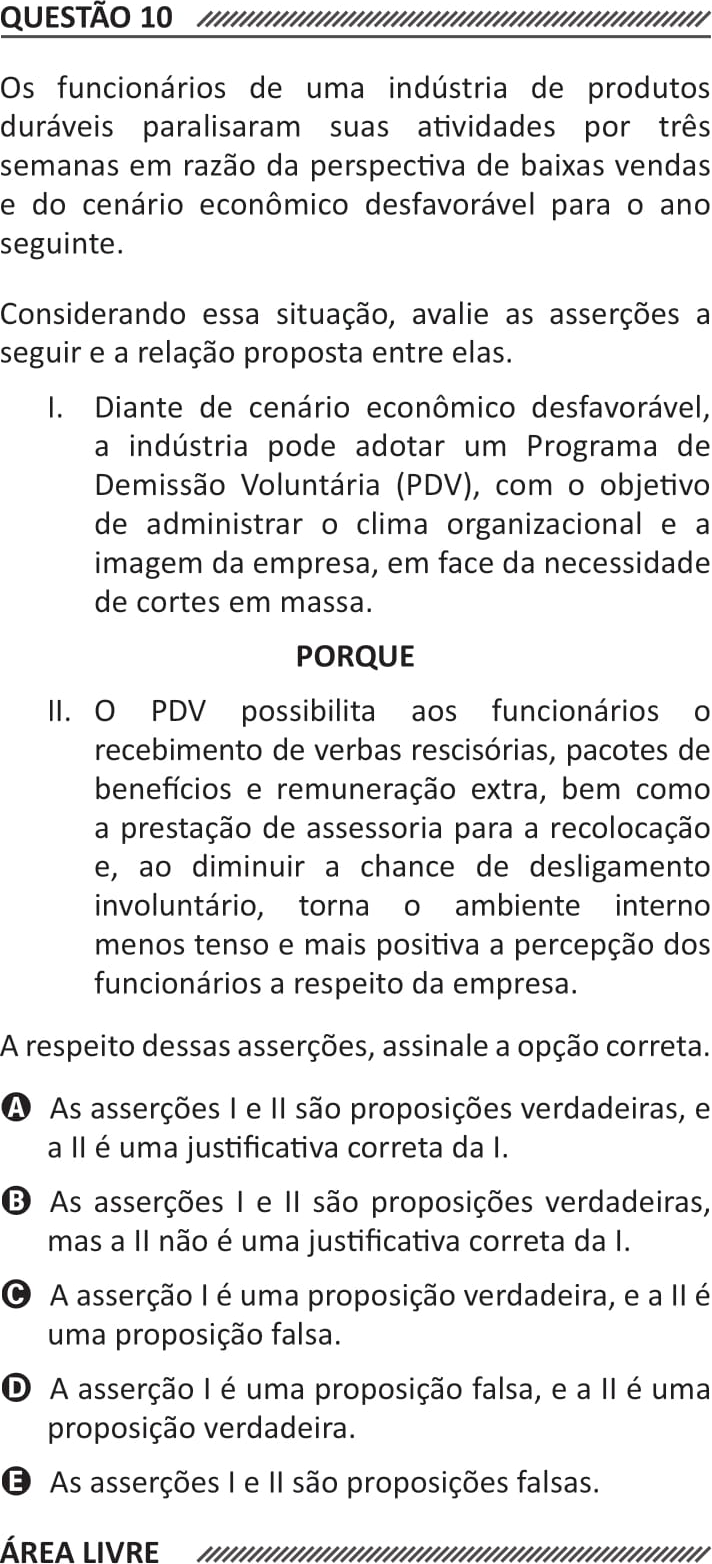 QUESTÃO 10
Os funcionários de uma indústria de produtos
duráveis paralisaram suas atividades por três
semanas em razão da perspectiva de baixas vendas
e do cenário econômico desfavorável para o ano
seguinte.
Considerando essa situação, avalie as asserções a
seguir e a relação proposta entre elas.
I. Diante de cenário econômico desfavorável,
a indústria pode adotar um Programa de
Demissão Voluntária (PDV), com o objetivo
de administrar o clima organizacional e a
imagem da empresa, em face da necessidade
de cortes em massa.
PORQUE
II. O PDV possibilita aos funcionários o
recebimento de verbas rescisórias, pacotes de
benefícios e remuneração extra, bem como
a prestação de assessoria para a recolocação
e, ao diminuir a chance de desligamento
involuntário, torna o ambiente interno
menos tenso e mais positiva a percepção dos
funcionários a respeito da empresa.
A respeito dessas asserções, assinale a opção correta.
A As asserções I e II são proposições verdadeiras, e
a II é uma justificativa correta da I.
B As asserções I e II são proposições verdadeiras,
mas a II não é uma justificativa correta da I.
C A asserção I é uma proposição verdadeira, e a II é
uma proposição falsa.
D A asserção I é uma proposição falsa, e a II é uma
proposição verdadeira.
E As asserções I e II são proposições falsas.
ÁREA LIVRE